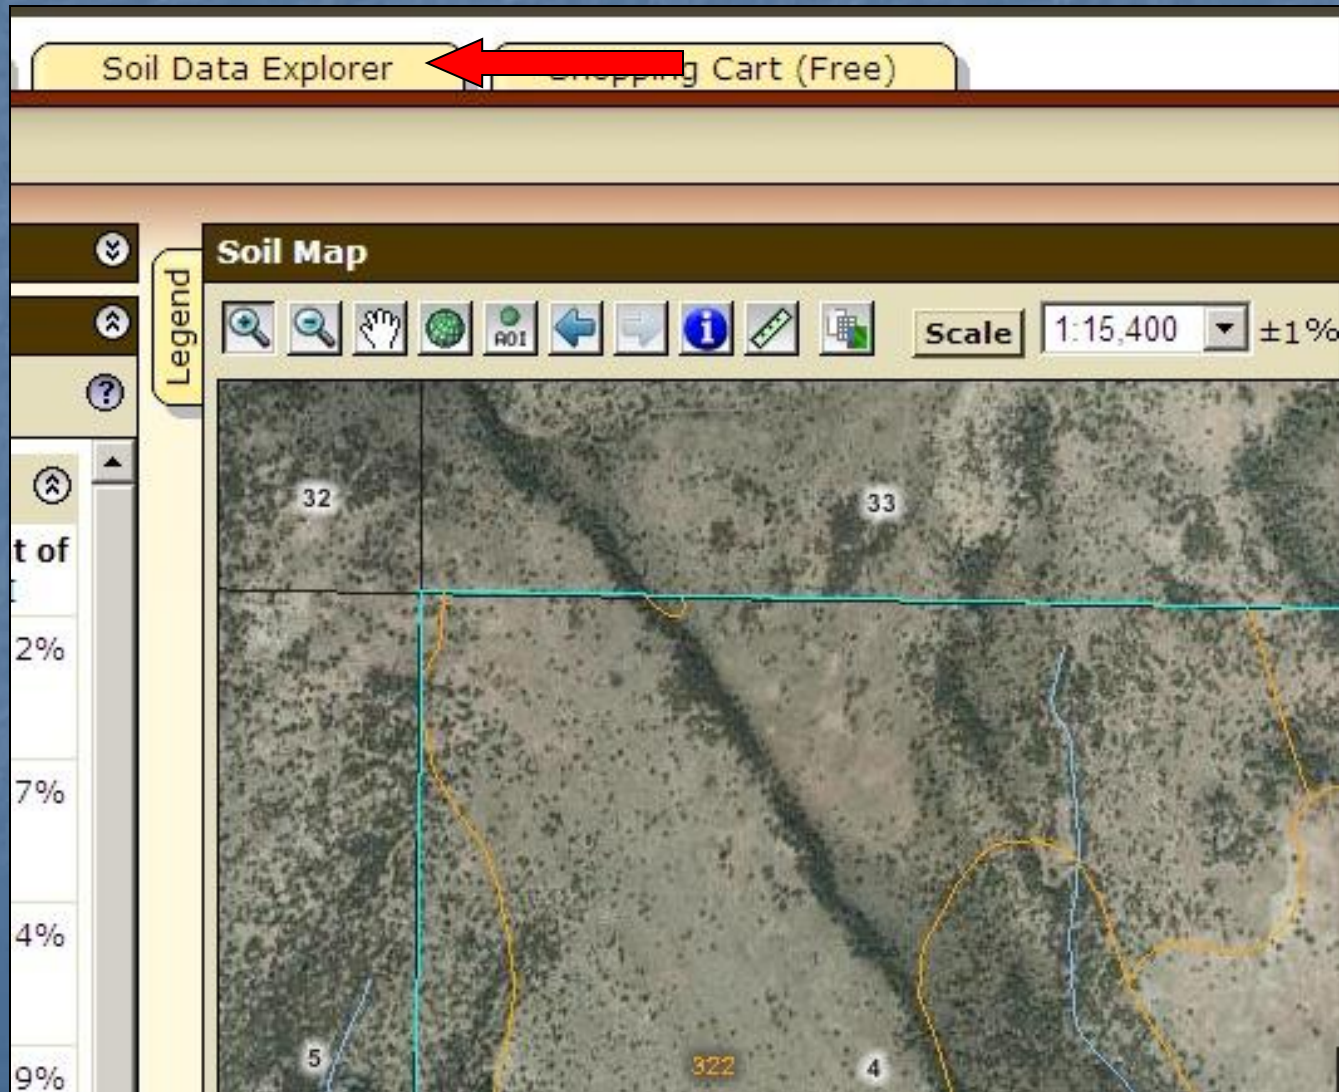 Soil Data Explorer
Cart (Free)
Legend
Soil Map
AOI
i
Scale 1:15,400 ±1%
?
t of
2%
7%
4%
9%
32
33
5
322
4